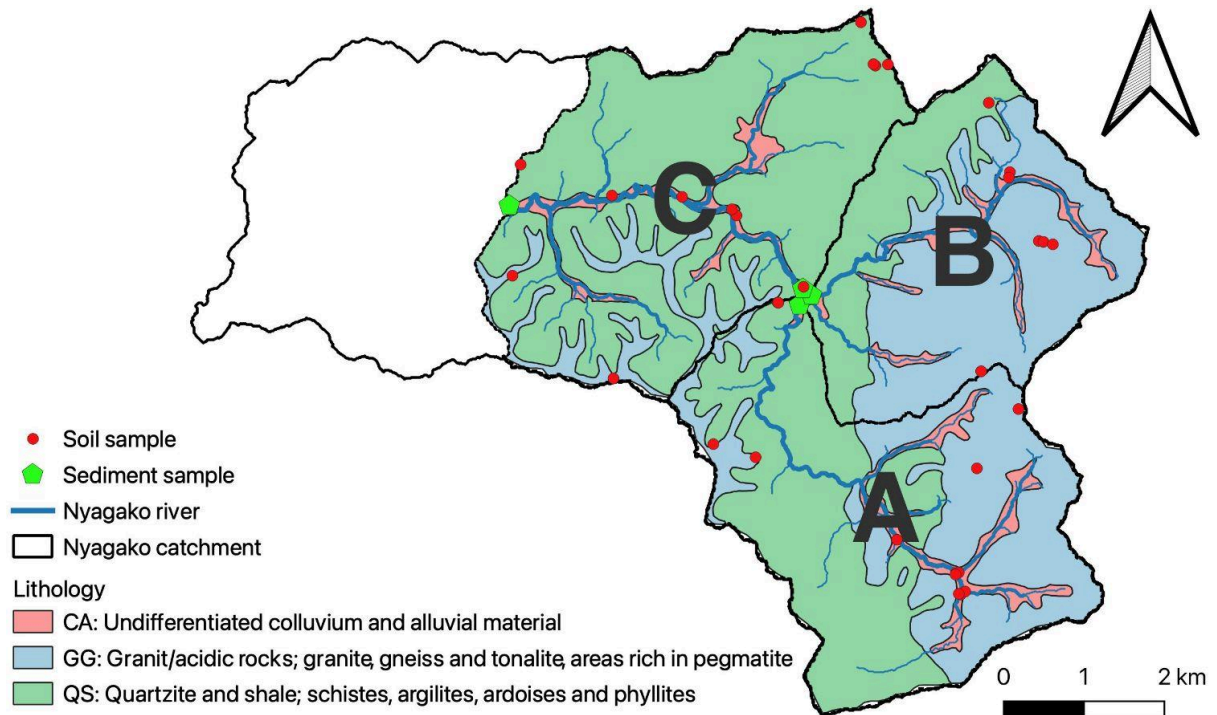 C
B
A
Soil sample
Sediment sample
Nyagako river
Nyagako catchment
Lithology
CA: Undifferentiated colluvium and alluvial material
GG: Granit/acidic rocks; granite, gneiss and tonalite, areas rich in pegmatite
QS: Quartzite and shale; schistes, argilites, ardoises and phyllites
0 1 2 km